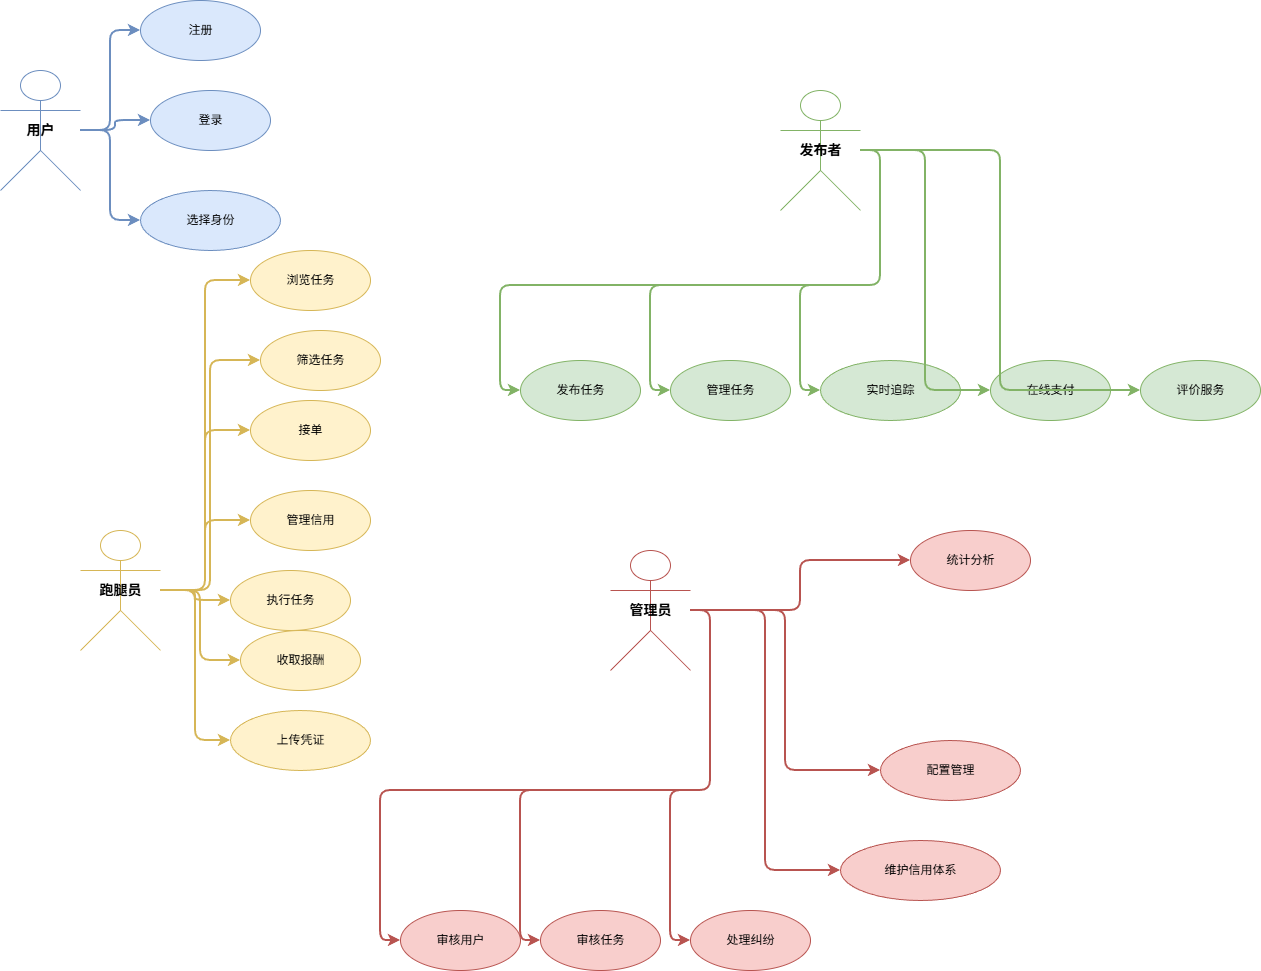 注册
用户
登录
选择身份
发布者
浏览任务
筛选任务
接单
管理信用
跑腿员
执行任务
收取报酬
上传凭证
发布任务
管理任务
实时追踪
在线支付
评价服务
管理员
统计分析
配置管理
维护信用体系
审核用户
审核任务
处理纠纷